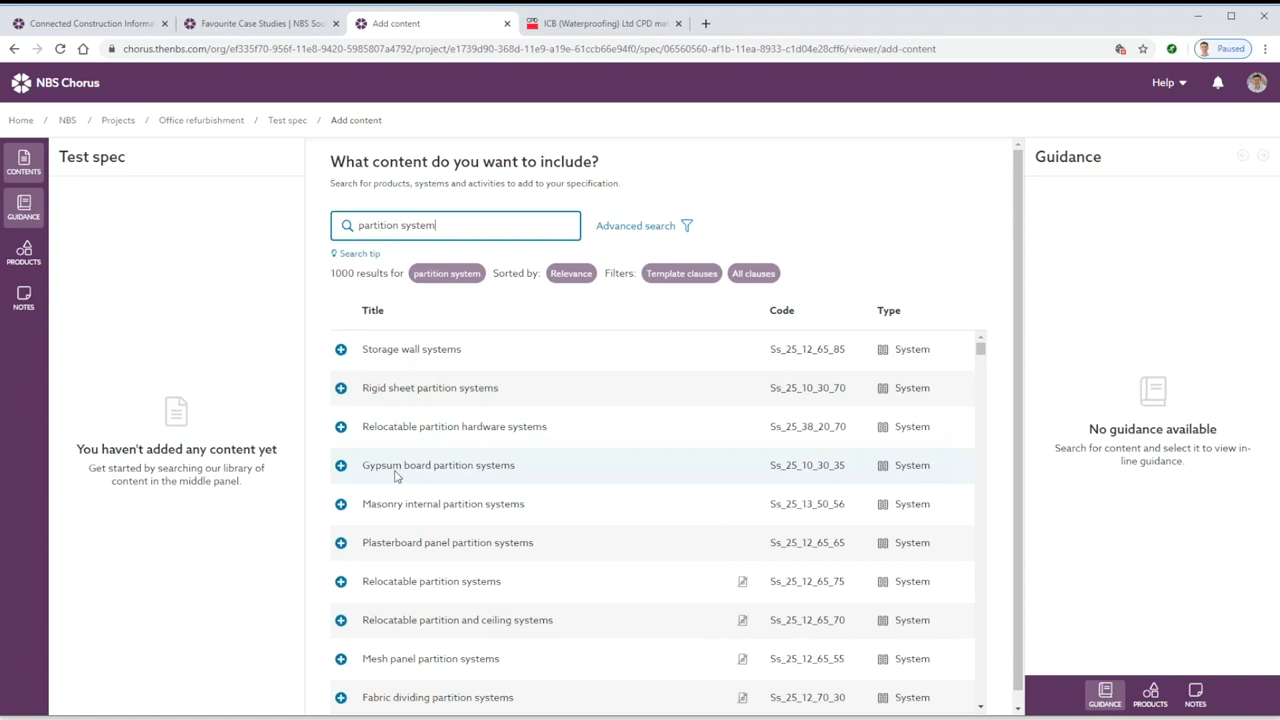 Connected Construction Informa
Favourite Case Studies | NBS Sou
Add content
CPD
ICB (Waterproofing) Ltd CPD ma
chorus.thenbs.com/org/ef335f70-956f-11e8-9420-5985807a4792/project/e1739d90-368d-11e9-a19e-61ccb66e94f0/spec/06560560-af1b-11ea-8933-c1d04e28cff6/viewer/add-content
Paused
NBS Chorus
Help
Home / NBS / Projects / Office refurbishment / Test spec / Add content
CONTENTS
GUIDANCE
PRODUCTS
NOTES
Test spec
You haven't added any content yet
Get started by searching our library of
content in the middle panel.
What content do you want to include?
Search for products, systems and activities to add to your specification.
partition system
Advanced search
Search tip
1000 results for partition system Sorted by: Relevance Filters: Template clauses All clauses
Title Code Type
Storage wall systems Ss_25_12_65_85 System
Rigid sheet partition systems Ss_25_10_30_70 System
Relocatable partition hardware systems Ss_25_38_20_70 System
Gypsum board partition systems Ss_25_10_30_35 System
Masonry internal partition systems Ss_25_13_50_56 System
Plasterboard panel partition systems Ss_25_12_65_65 System
Relocatable partition systems Ss_25_12_65_75 System
Relocatable partition and ceiling systems Ss_25_12_65_70 System
Mesh panel partition systems Ss_25_12_65_55 System
Fabric dividing partition systems Ss_25_12_70_30 System
Guidance
No guidance available
Search for content and select it to view in-
line guidance.
GUIDANCE PRODUCTS NOTES